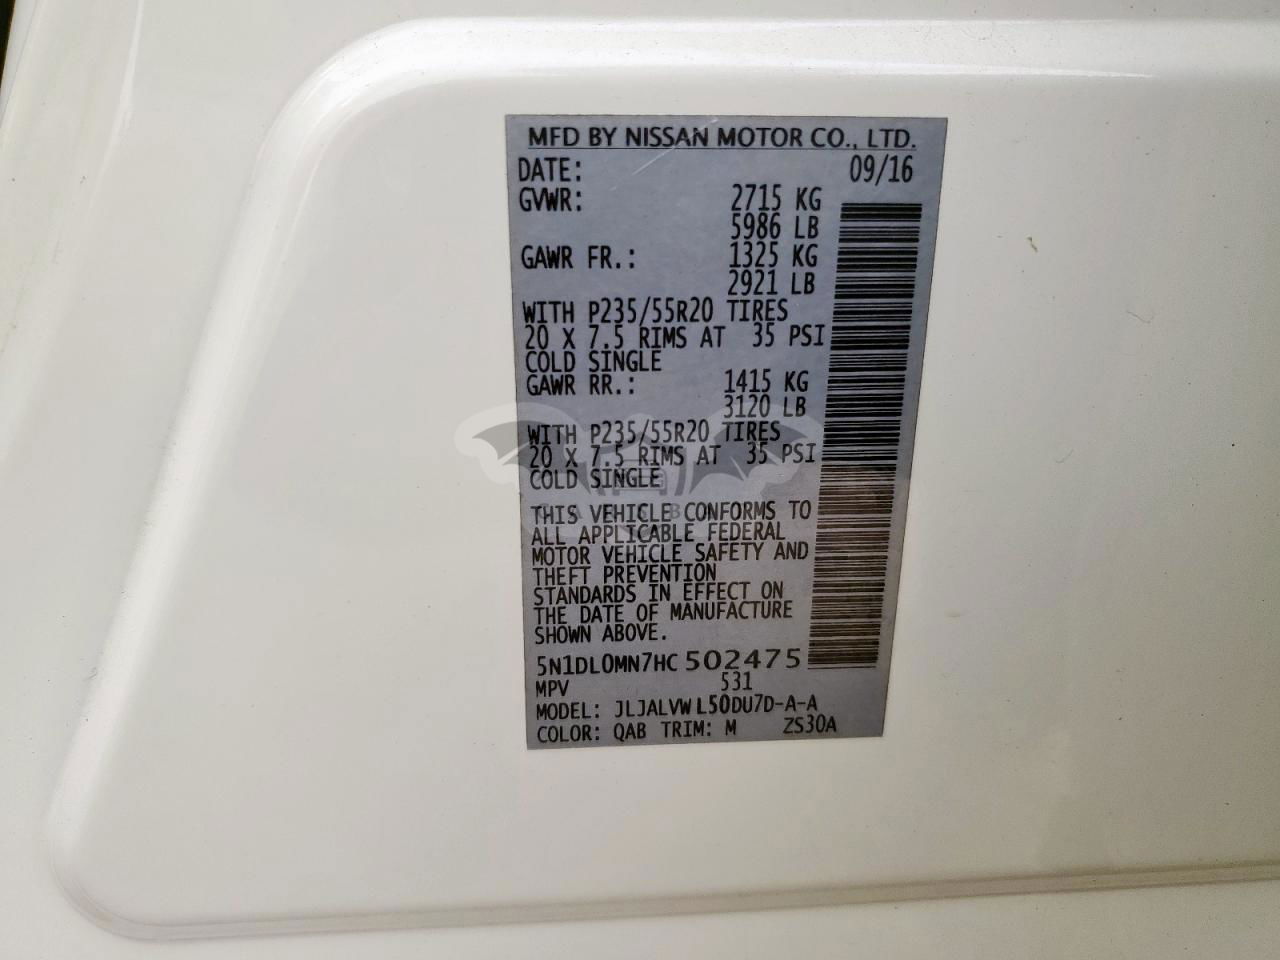 MFD BY NISSAN MOTOR CO., LTD.
DATE: 09/16
GVWR: 2715 KG
5986 LB
GAWR FR.: 1325 KG
2921 LB
WITH P235/55R20 TIRES
20 X 7.5 RIMS AT 35 PSI
COLD SINGLE
GAWR RR.: 1415 KG
3120 LB
WITH P235/55R20 TIRES
20 X 7.5 RIMS AT 35 PSI
COLD SINGLE
THIS VEHICLE CONFORMS TO
ALL APPLICABLE FEDERAL
MOTOR VEHICLE SAFETY AND
THEFT PREVENTION
STANDARDS IN EFFECT ON
THE DATE OF MANUFACTURE
SHOWN ABOVE.
5N1DL0MN7HC502475
MPV 531
MODEL: JLJALVWL50DU7D-A-A
COLOR: QAB TRIM: M ZS30A